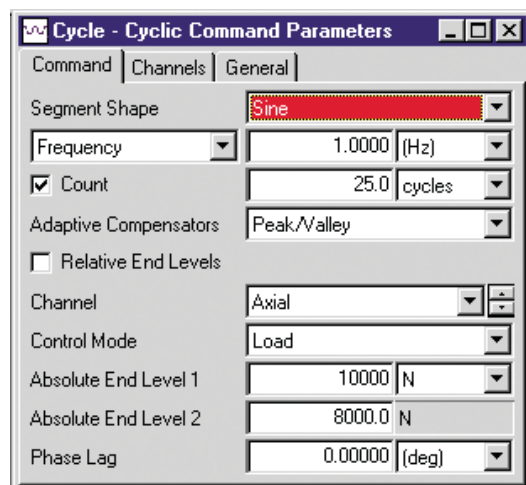 Cycle - Cyclic Command Parameters
Command Channels General
Segment Shape Sine
Frequency 1.0000 (Hz)
Count 25.0 cycles
Adaptive Compensators Peak/Valley
Relative End Levels
Channel Axial
Control Mode Load
Absolute End Level 1 10000 N
Absolute End Level 2 8000.0 N
Phase Lag 0.00000 (deg)